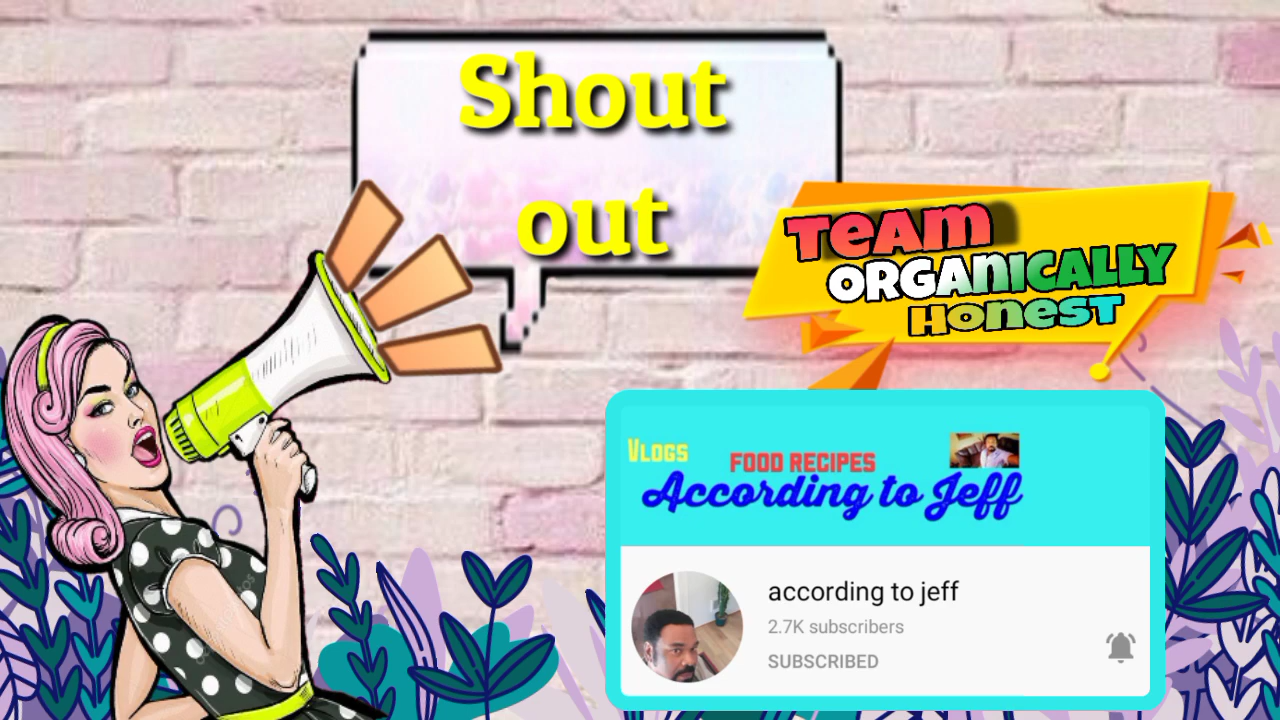 Shout
out
TEAM
ORGANICALLY
Honest
VLOGS
FOOD RECIPES
According to Jeff
according to jeff
2.7K subscribers
SUBSCRIBED